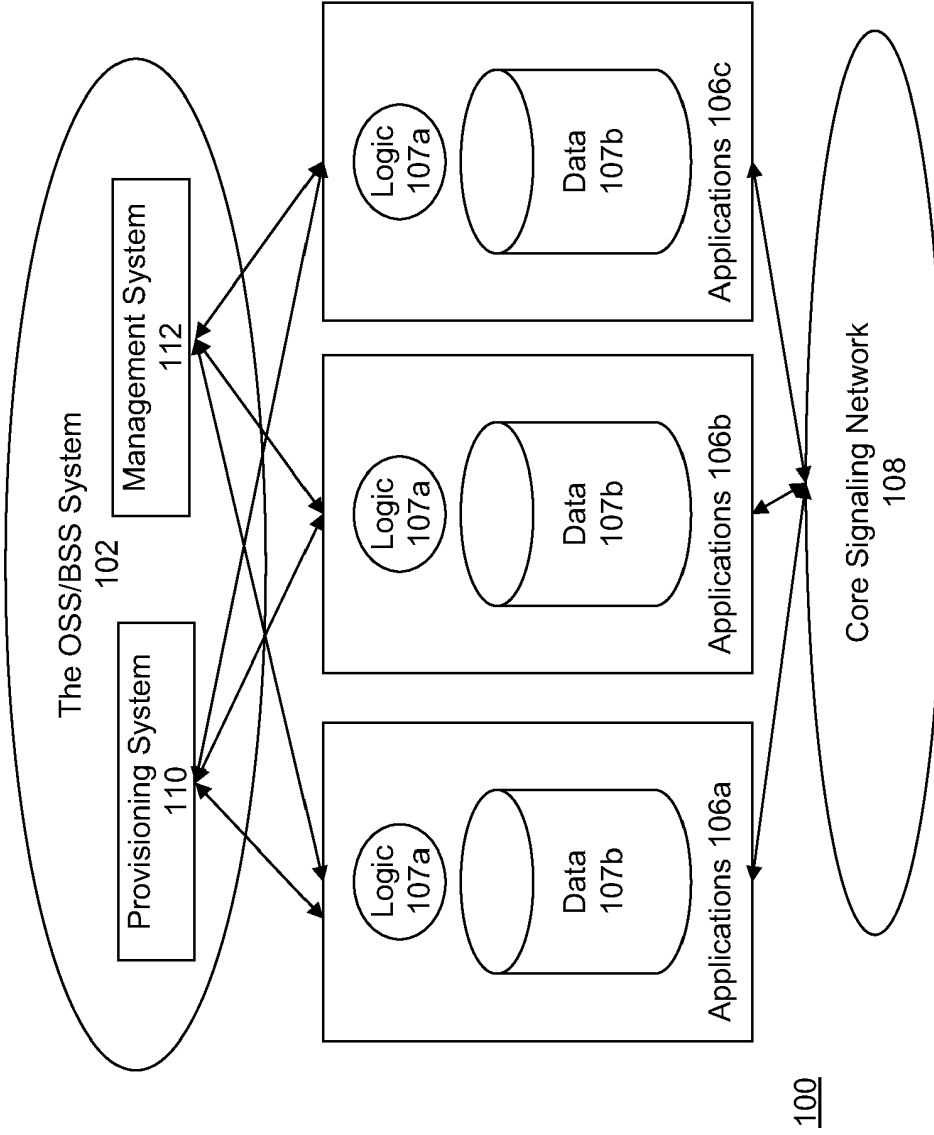 The OSS/BSS System
102
Provisioning System
110
Management System
112
Logic
107a
Data
107b
Applications 106a
Logic
107a
Data
107b
Applications 106b
Logic
107a
Data
107b
Applications 106c
Core Signaling Network
108
100